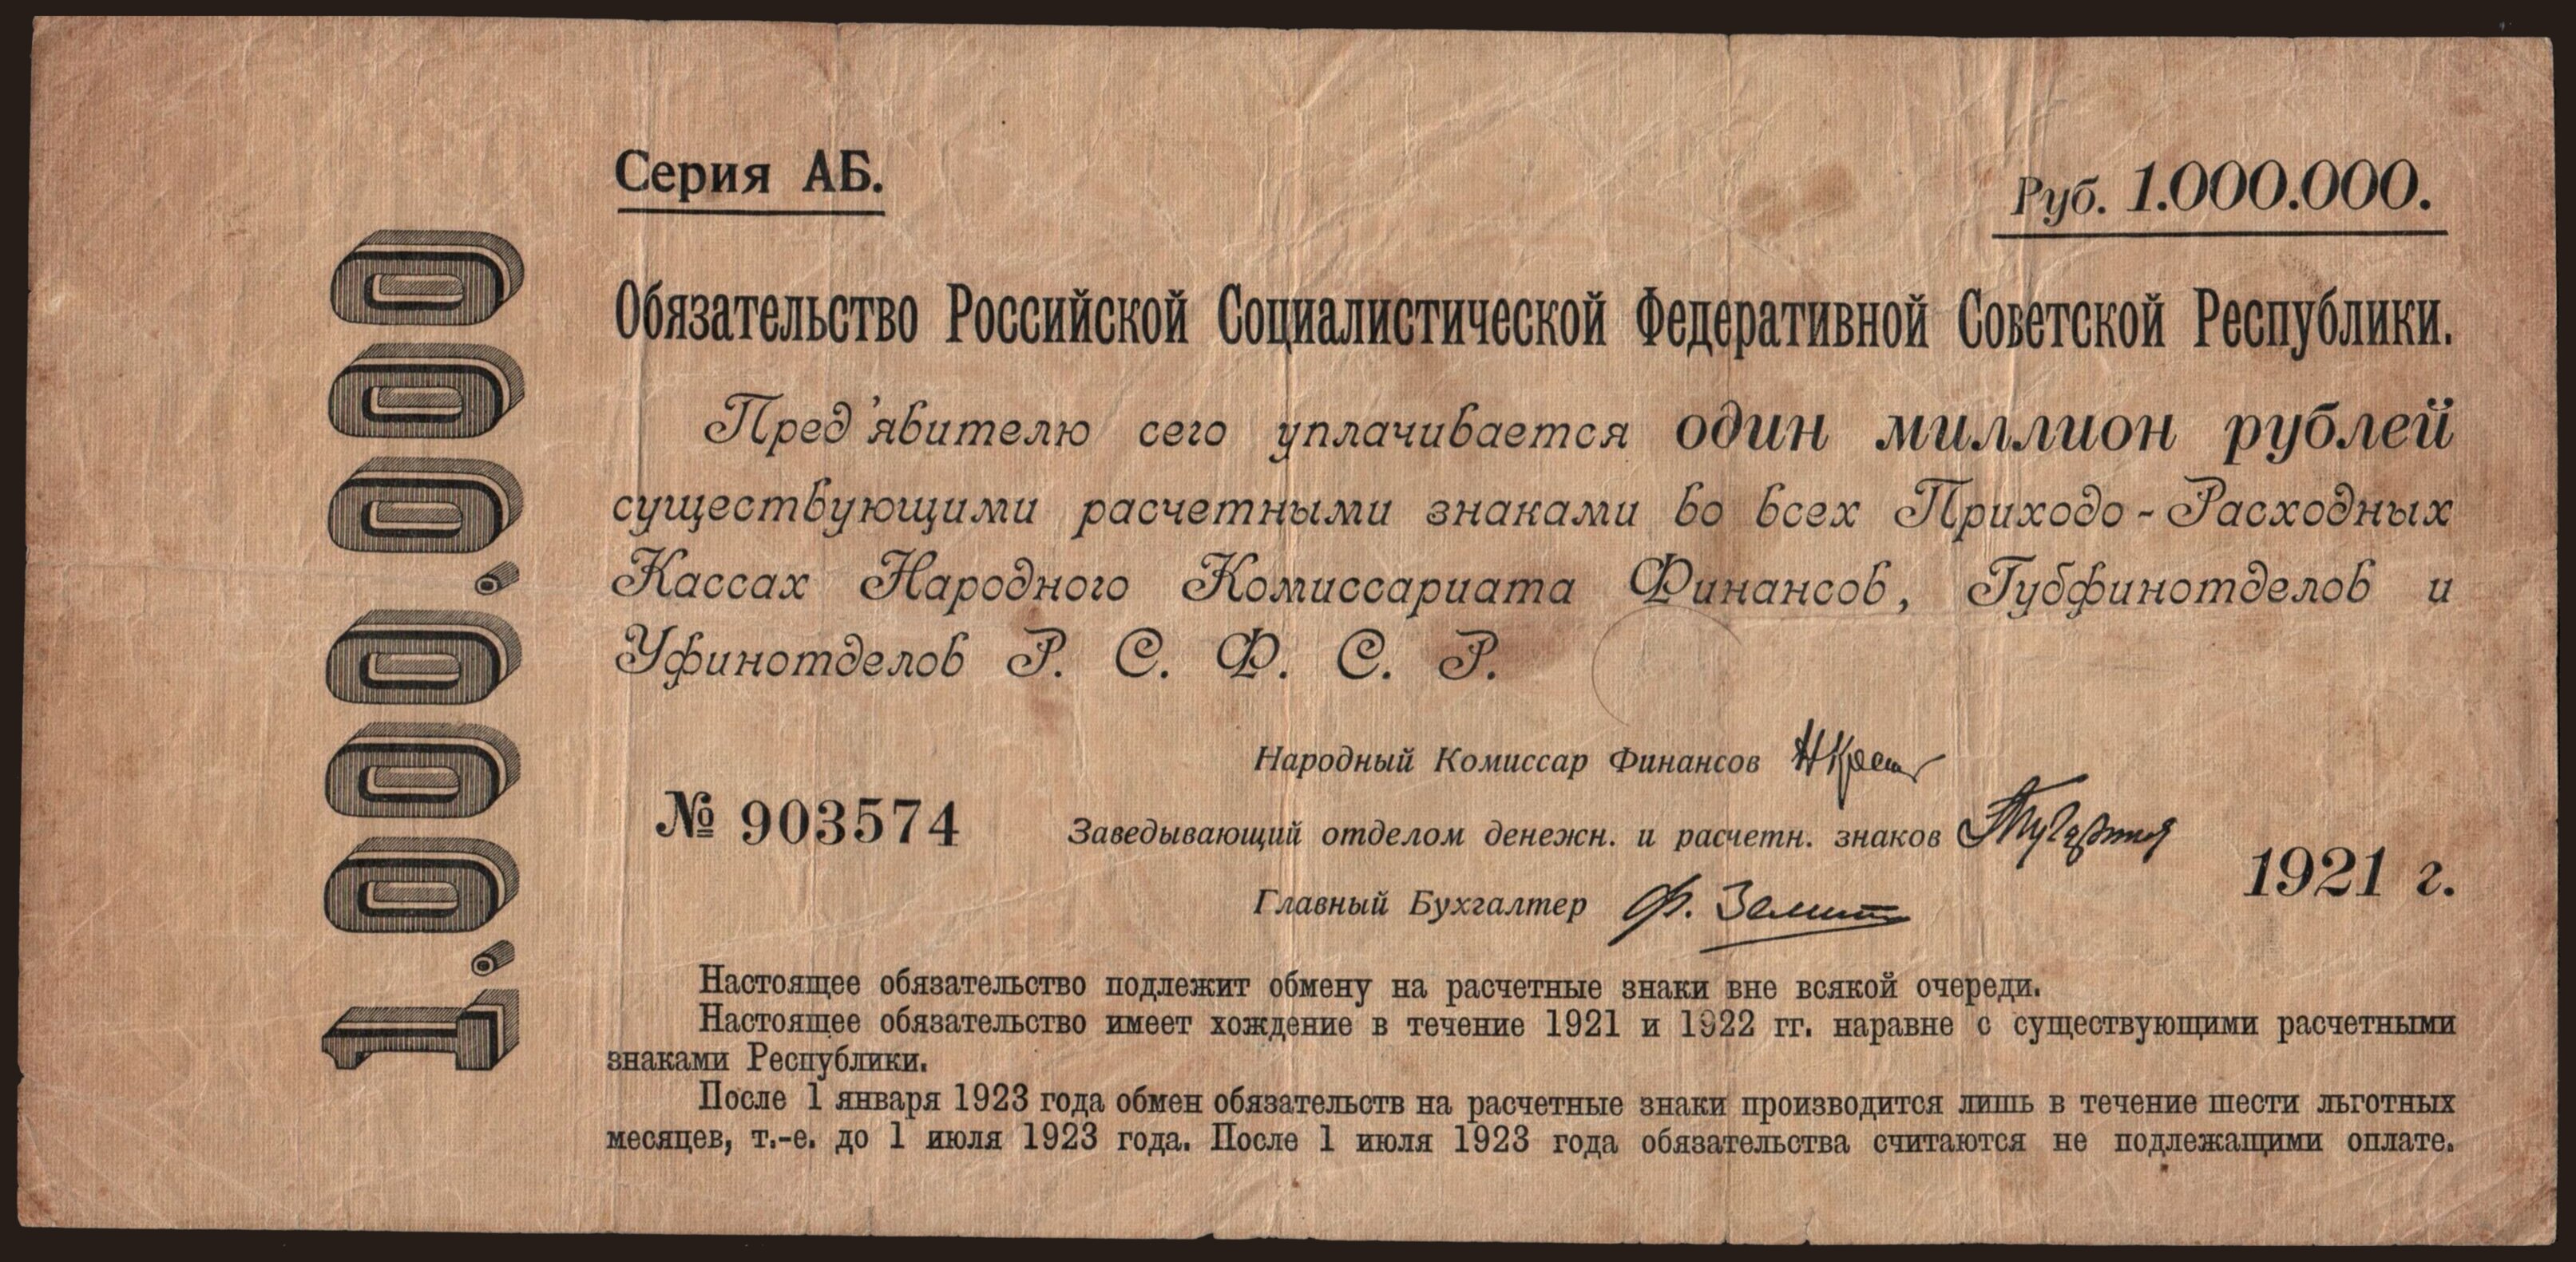 Серия АБ.
Руб. 1.000.000.
1.000.000
Обязательство Российской Социалистической Федеративной Советской Республики.
Пред'явителю сего уплачивается один миллион рублей
существующими расчетными знаками во всех Приходо-Расходных
Кассах Народного Комиссариата Финансов, Губфинотделов и
Уфинотделов Р. С. Ф. С. Р.
Народный Комиссар Финансов
№ 903574
Заведывающий отделом денежн. и расчетн. знаков
1921 г.
Главный Бухгалтер Ф.
Настоящее обязательство подлежит обмену на расчетные знаки вне всякой очереди.
Настоящее обязательство имеет хождение в течение 1921 и 1922 гг. наравне с существующими расчетными
знаками Республики.
После 1 января 1923 года обмен обязательств на расчетные знаки производится лишь в течение шести льготных
месяцев, т.-е. до 1 июля 1923 года. После 1 июля 1923 года обязательства считаются не подлежащими оплате.